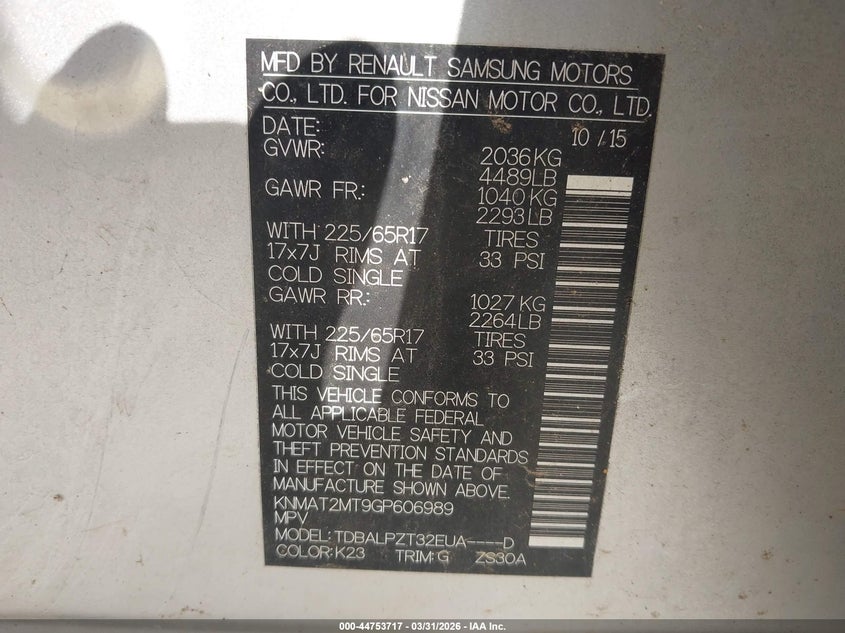 MFD BY RENAULT SAMSUNG MOTORS
CO., LTD. FOR NISSAN MOTOR CO., LTD.
DATE: 10 / 15
GVWR: 2036KG
4489LB
GAWR FR.: 1040 KG
2293LB
WITH 225/65R17 TIRES
17x7J RIMS AT 33 PSI
COLD SINGLE
GAWR RR.: 1027 KG
2264LB
WITH 225/65R17 TIRES
17x7J RIMS AT 33 PSI
COLD SINGLE
THIS VEHICLE CONFORMS TO
ALL APPLICABLE FEDERAL
MOTOR VEHICLE SAFETY AND
THEFT PREVENTION STANDARDS
IN EFFECT ON THE DATE OF
MANUFACTURE SHOWN ABOVE.
KNMAT2MT9GP606989
MPV
MODEL:TDBALPZT32EUA----D
COLOR:K23 TRIM:G ZS30A
000-44753717 - 03/31/2026 - IAA Inc.